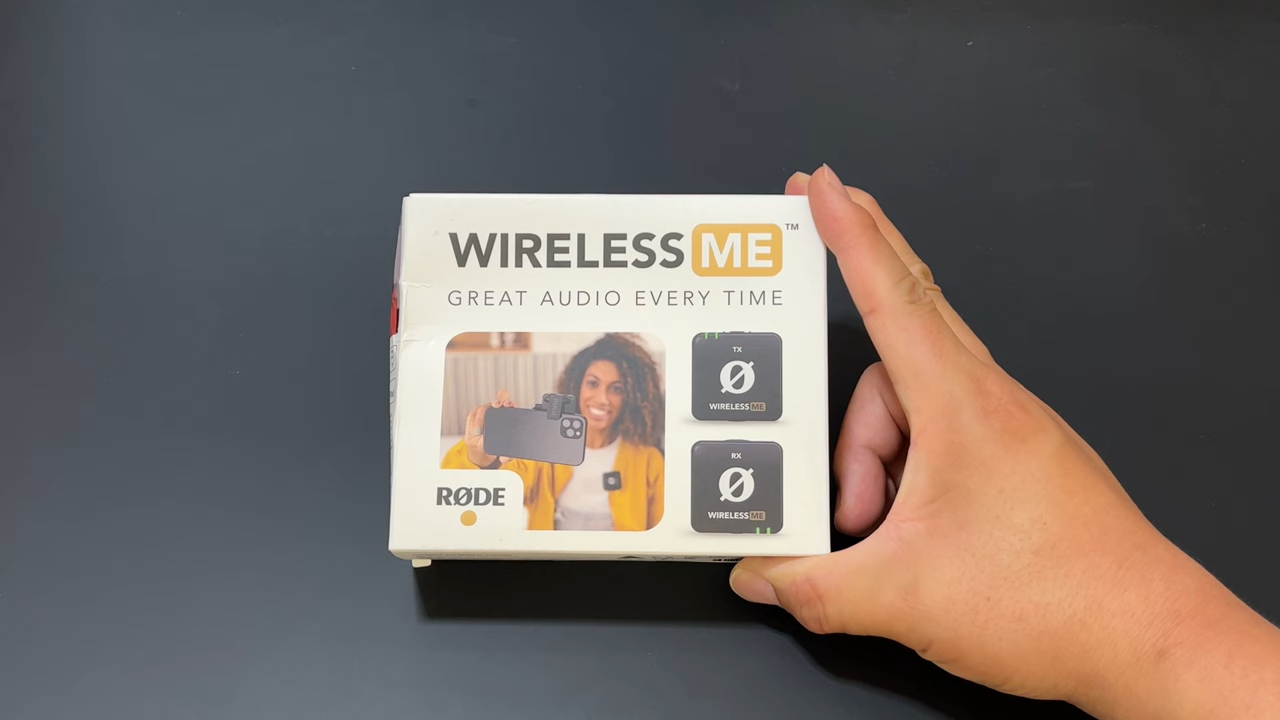 WIRELESS ME™
GREAT AUDIO EVERY TIME
TX
WIRELESS ME
RX
WIRELESS ME
RØDE